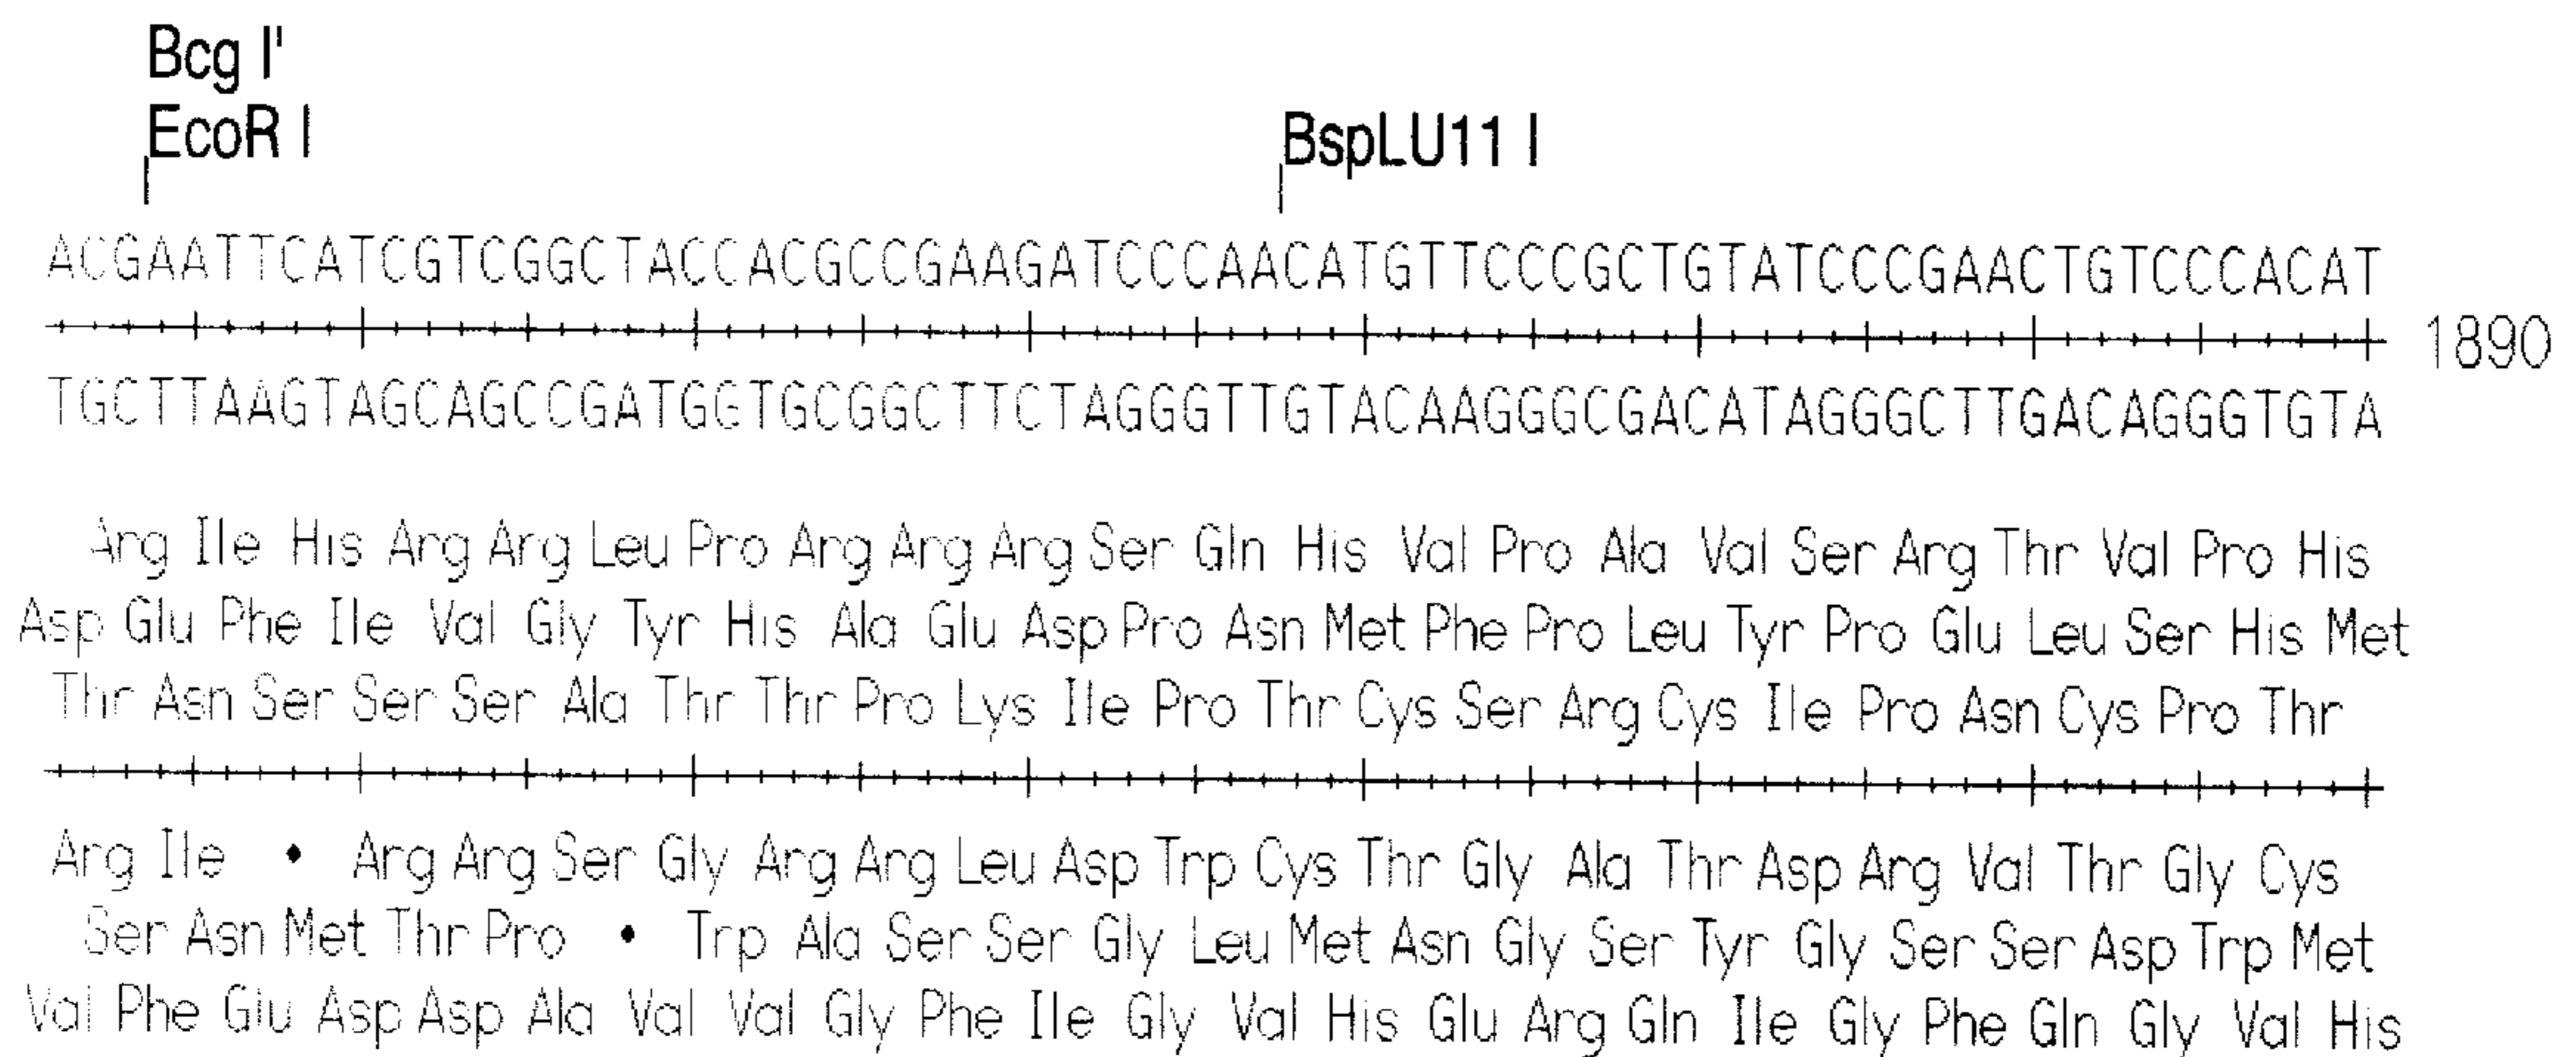 Bcg I'
EcoR I
BspLU11 I
ACGAATTCATCGTCGGCTACCACGCCGAAGATCCCAACATGTTCCCGCTGTATCCCGAACTGTCCCACAT
1890
TGCTTAAGTAGCAGCCGATGGTGCGGCTTCTAGGGTTGTACAAGGGCGACATAGGGCTTGACAGGGTGTA
Arg Ile His Arg Arg Leu Pro Arg Arg Arg Ser Gln His Val Pro Ala Val Ser Arg Thr Val Pro His
Asp Glu Phe Ile Val Gly Tyr His Ala Glu Asp Pro Asn Met Phe Pro Leu Tyr Pro Glu Leu Ser His Met
Thr Asn Ser Ser Ser Ala Thr Thr Pro Lys Ile Pro Thr Cys Ser Arg Cys Ile Pro Asn Cys Pro Thr
Arg Ile • Arg Arg Ser Gly Arg Arg Leu Asp Trp Cys Thr Gly Ala Thr Asp Arg Val Thr Gly Cys
Ser Asn Met Thr Pro • Trp Ala Ser Ser Gly Leu Met Asn Gly Ser Tyr Gly Ser Ser Asp Trp Met
Val Phe Glu Asp Asp Ala Val Val Gly Phe Ile Gly Val His Glu Arg Gln Ile Gly Phe Gln Gly Val His